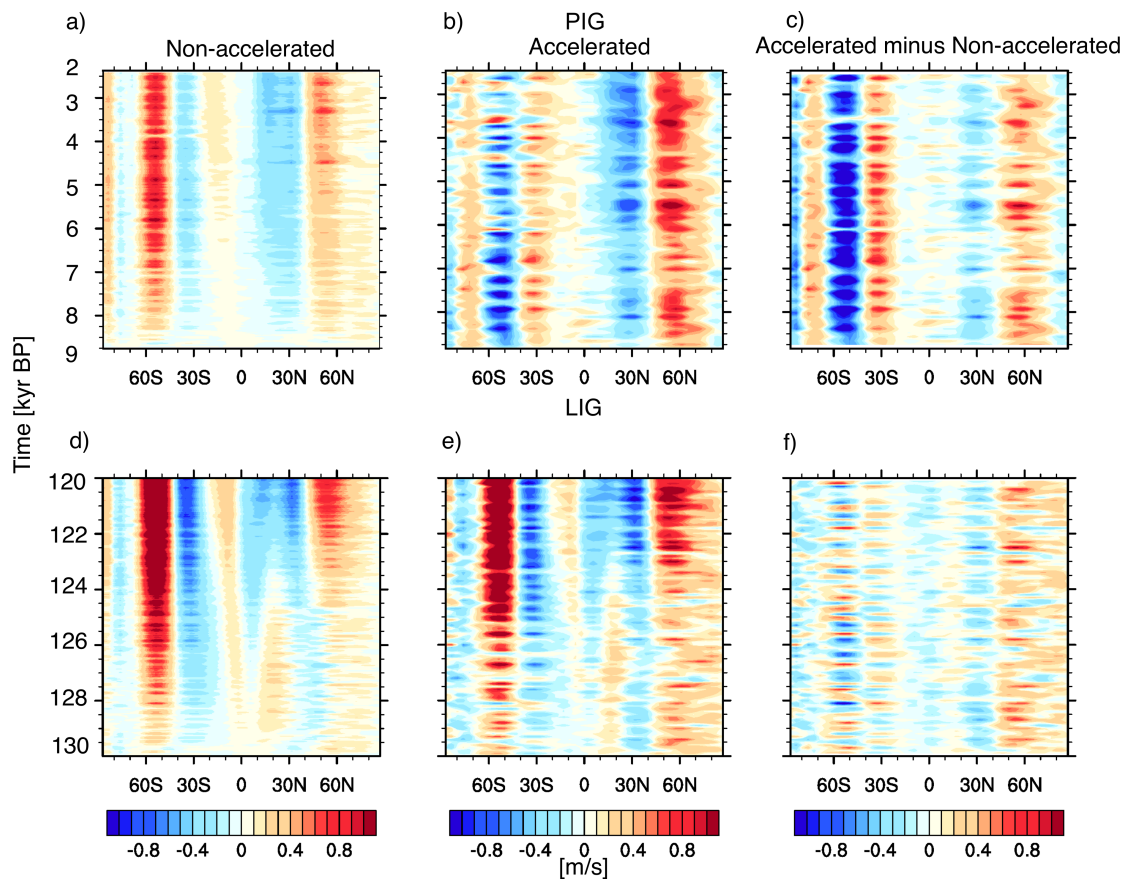 a)
b)
PIG
c)
Non-accelerated
Accelerated
Accelerated minus Non-accelerated
2
3
4
5
6
7
8
9
60S 30S 0 30N 60N
60S 30S 0 30N 60N
60S 30S 0 30N 60N
Time [kyr BP]
LIG
d)
e)
f)
120
122
124
126
128
130
60S 30S 0 30N 60N
60S 30S 0 30N 60N
60S 30S 0 30N 60N
-0.8 -0.4 0 0.4 0.8
-0.8 -0.4 0 0.4 0.8
-0.8 -0.4 0 0.4 0.8
[m/s]